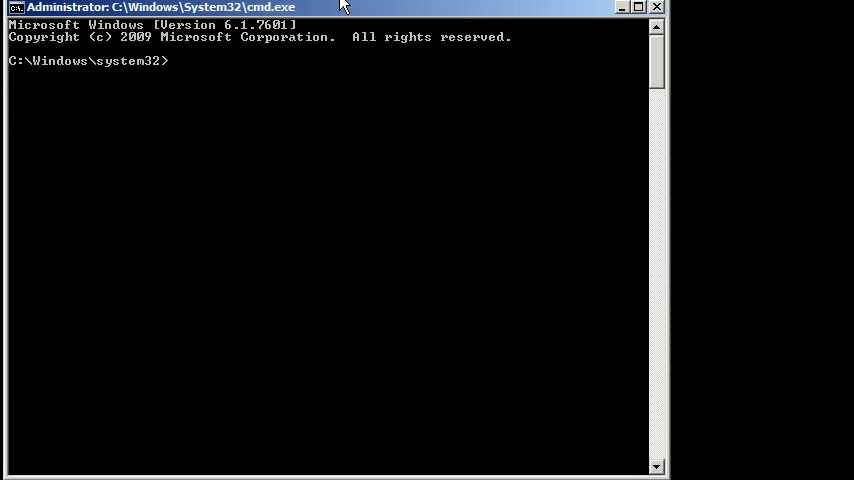 Administrator: C:\Windows\System32\cmd.exe
Microsoft Windows [Version 6.1.7601]
Copyright (c) 2009 Microsoft Corporation.  All rights reserved.
C:\Windows\system32>